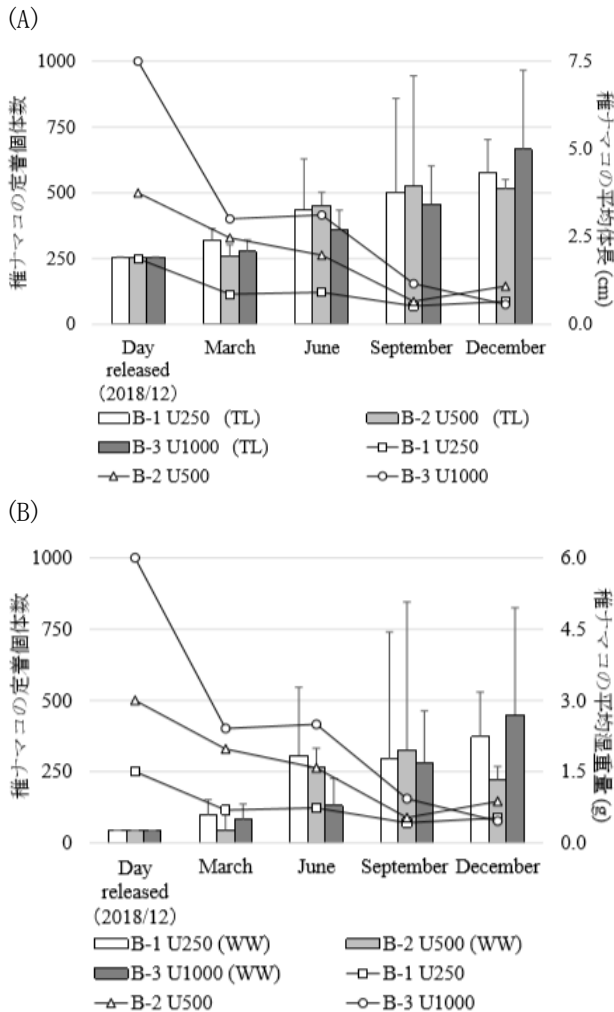 (A)
1000
750
500
250
0
稚ナマコの定着個体数
7.5
5.0
2.5
0.0
稚ナマコの平均体長 (cm)
Day released (2018/12)
March
June
September
December
B-1 U250 (TL)
B-2 U500 (TL)
B-3 U1000 (TL)
B-1 U250
B-2 U500
B-3 U1000
(B)
1000
750
500
250
0
稚ナマコの定着個体数
6.0
4.5
3.0
1.5
0.0
稚ナマコの平均湿重量 (g)
Day released (2018/12)
March
June
September
December
B-1 U250 (WW)
B-2 U500 (WW)
B-3 U1000 (WW)
B-1 U250
B-2 U500
B-3 U1000